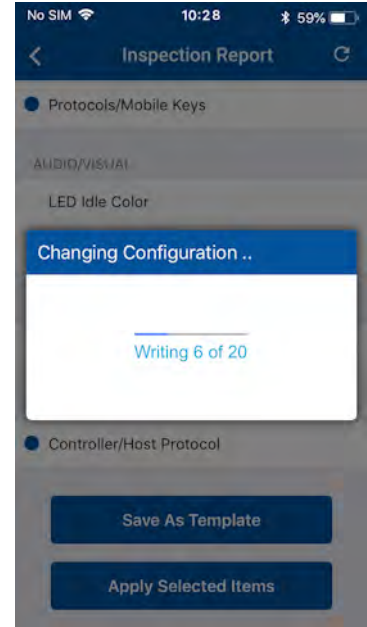 No SIM 10:28 59%
Inspection Report
Protocols/Mobile Keys
AUDIO/VISUAL
LED Idle Color
Changing Configuration ..
Writing 6 of 20
Controller/Host Protocol
Save As Template
Apply Selected Items